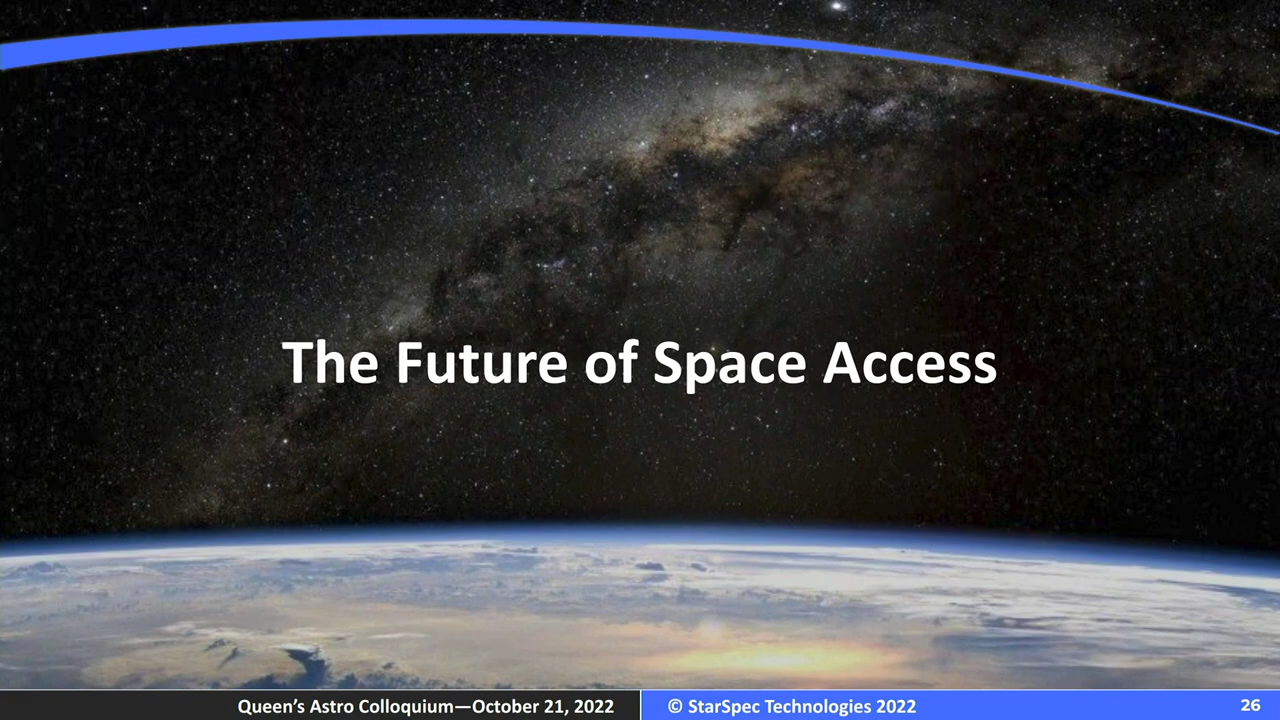 The Future of Space Access
Queen’s Astro Colloquium—October 21, 2022
© StarSpec Technologies 2022
26